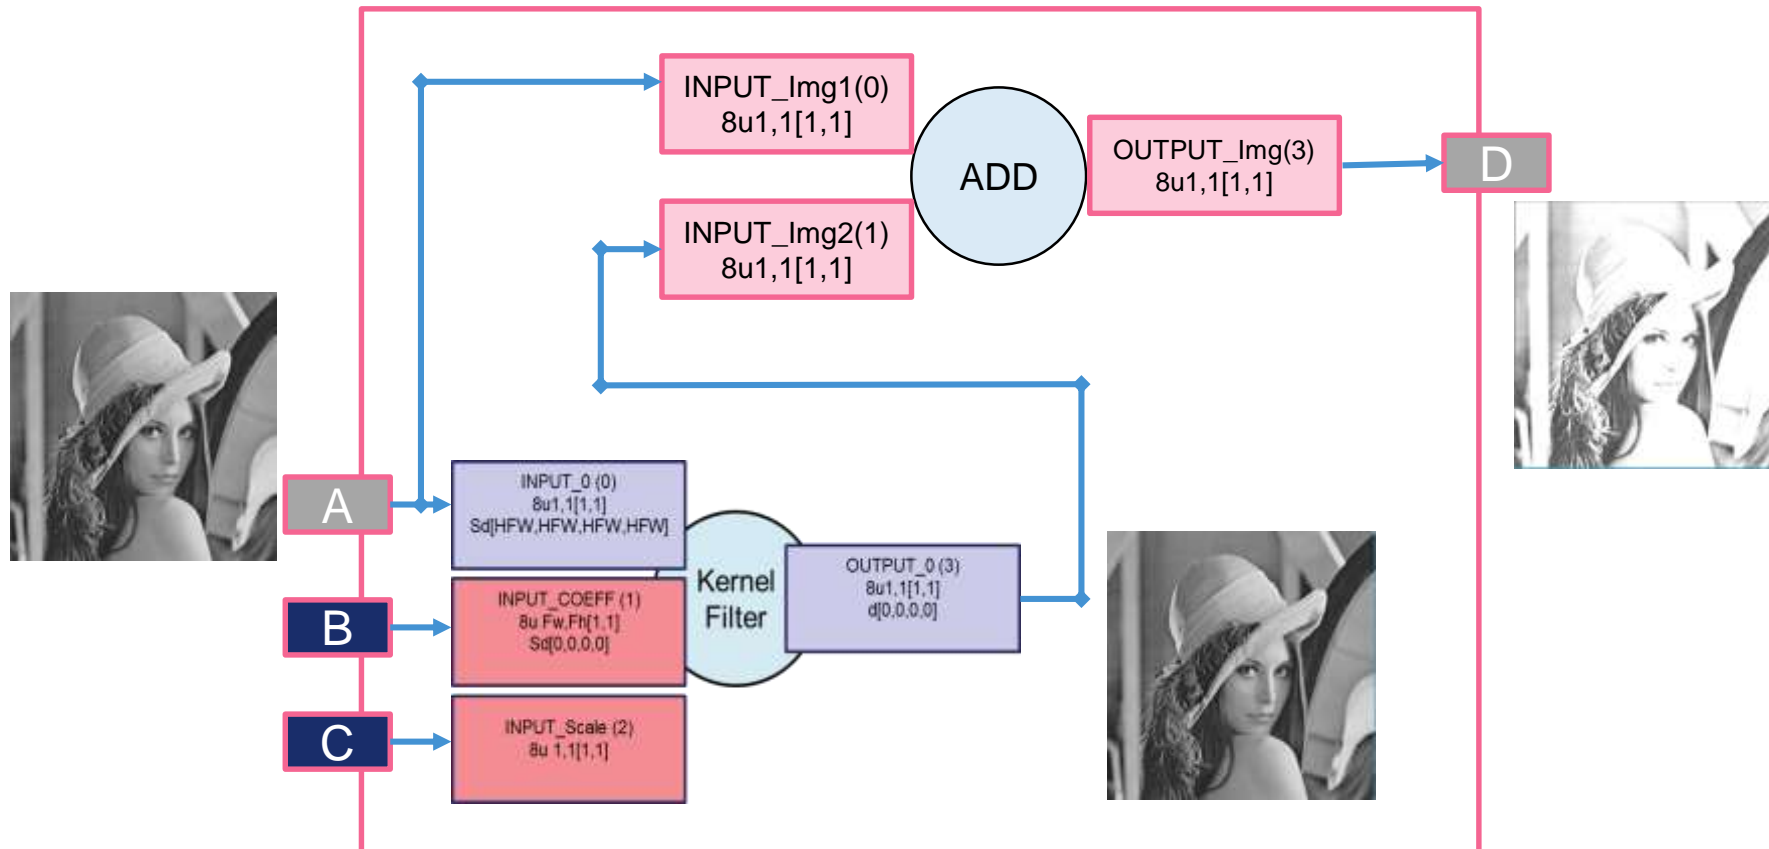 INPUT_Img1(0)
8u1,1[1,1]
ADD
OUTPUT_Img(3)
8u1,1[1,1]
D
INPUT_Img2(1)
8u1,1[1,1]
A
INPUT_0 (0)
8u1,1[1,1]
Sd[HFW,HFW,HFW,HFW]
B
INPUT_COEFF (1)
8u Fw,Fh[1,1]
Sd[0,0,0,0]
Kernel
Filter
OUTPUT_0 (3)
8u1,1[1,1]
d[0,0,0,0]
C
INPUT_Scale (2)
8u 1,1[1,1]